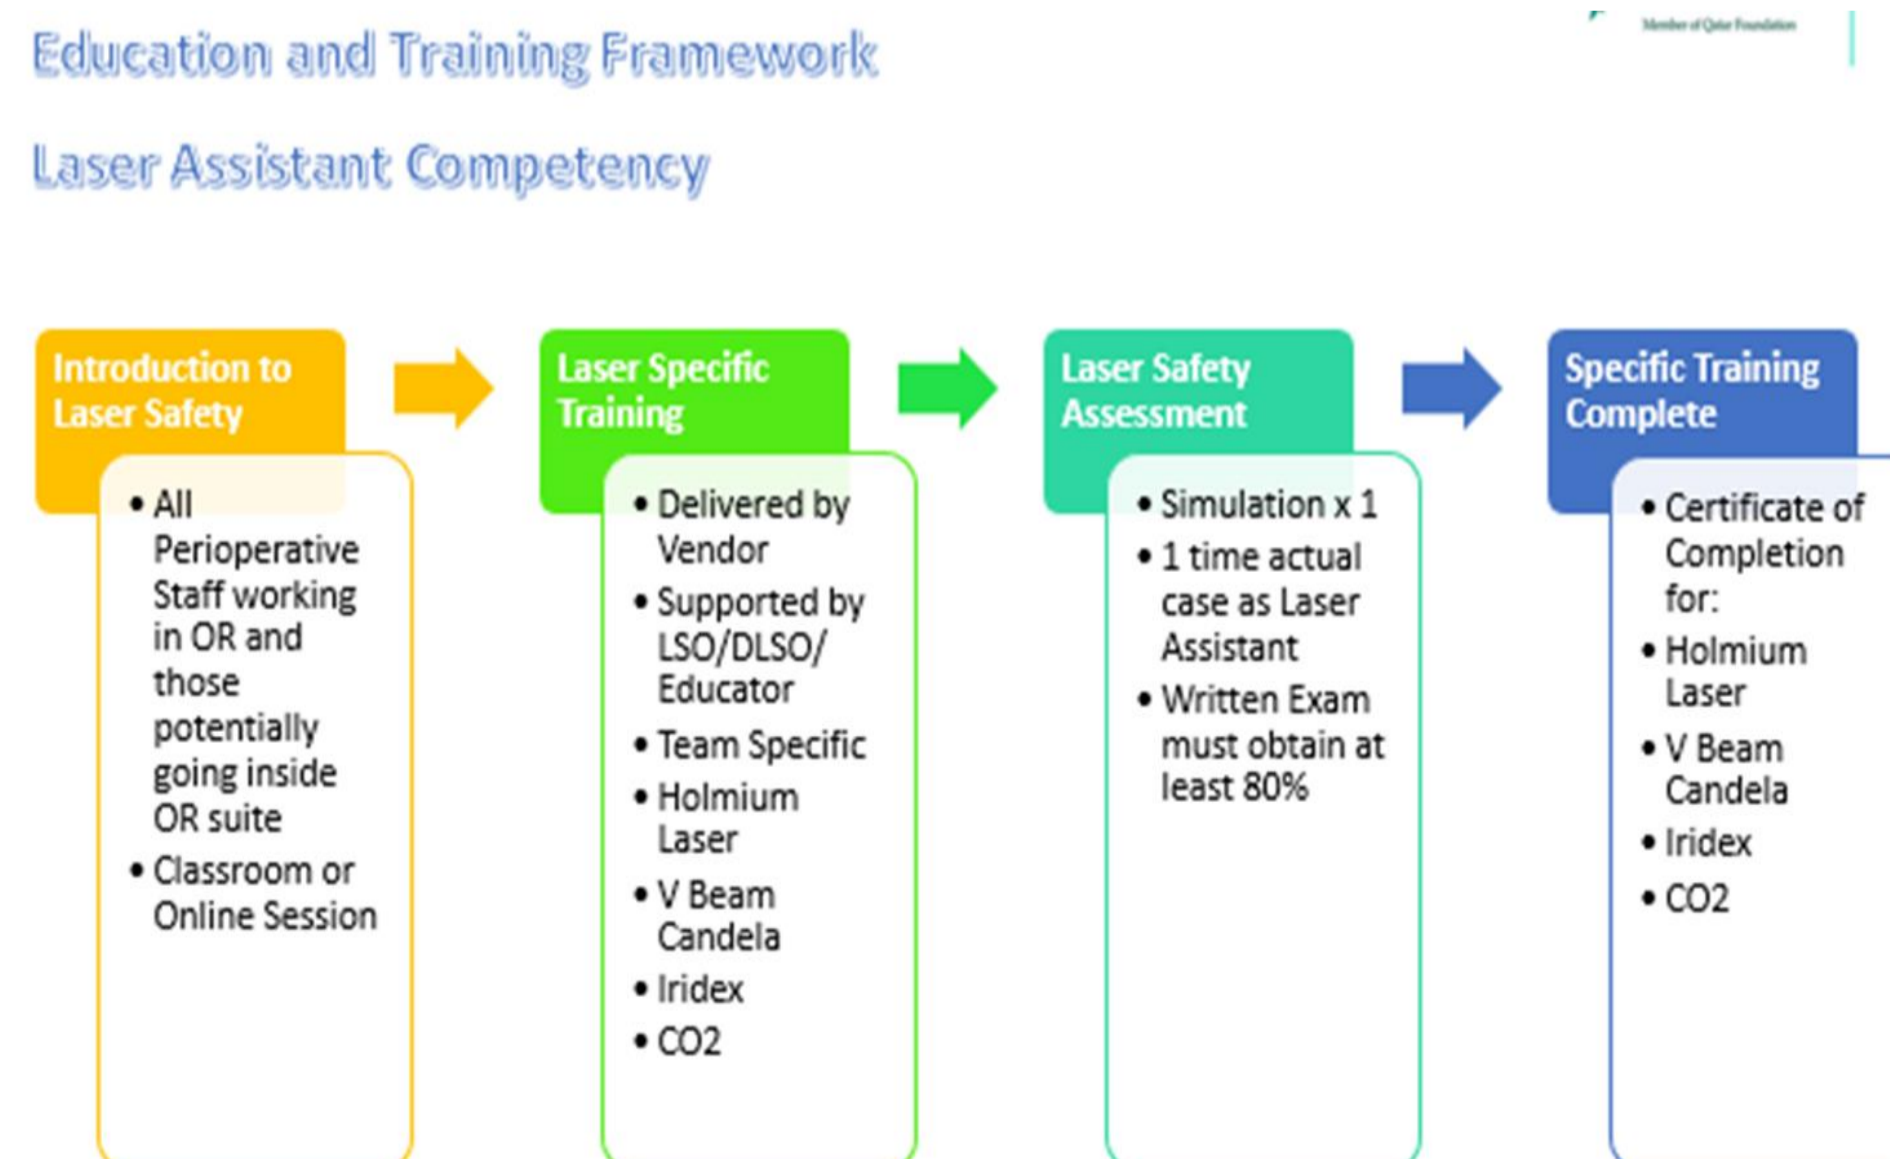 Member of Qatar Foundation
Education and Training Framework
Laser Assistant Competency
Introduction to
Laser Safety
• All
Perioperative
Staff working
in OR and
those
potentially
going inside
OR suite
• Classroom or
Online Session
Laser Specific
Training
• Delivered by
Vendor
• Supported by
LSO/DLSO/
Educator
• Team Specific
• Holmium
Laser
• V Beam
Candela
• Iridex
• CO2
Laser Safety
Assessment
• Simulation x 1
• 1 time actual
case as Laser
Assistant
• Written Exam
must obtain at
least 80%
Specific Training
Complete
• Certificate of
Completion
for:
• Holmium
Laser
• V Beam
Candela
• Iridex
• CO2